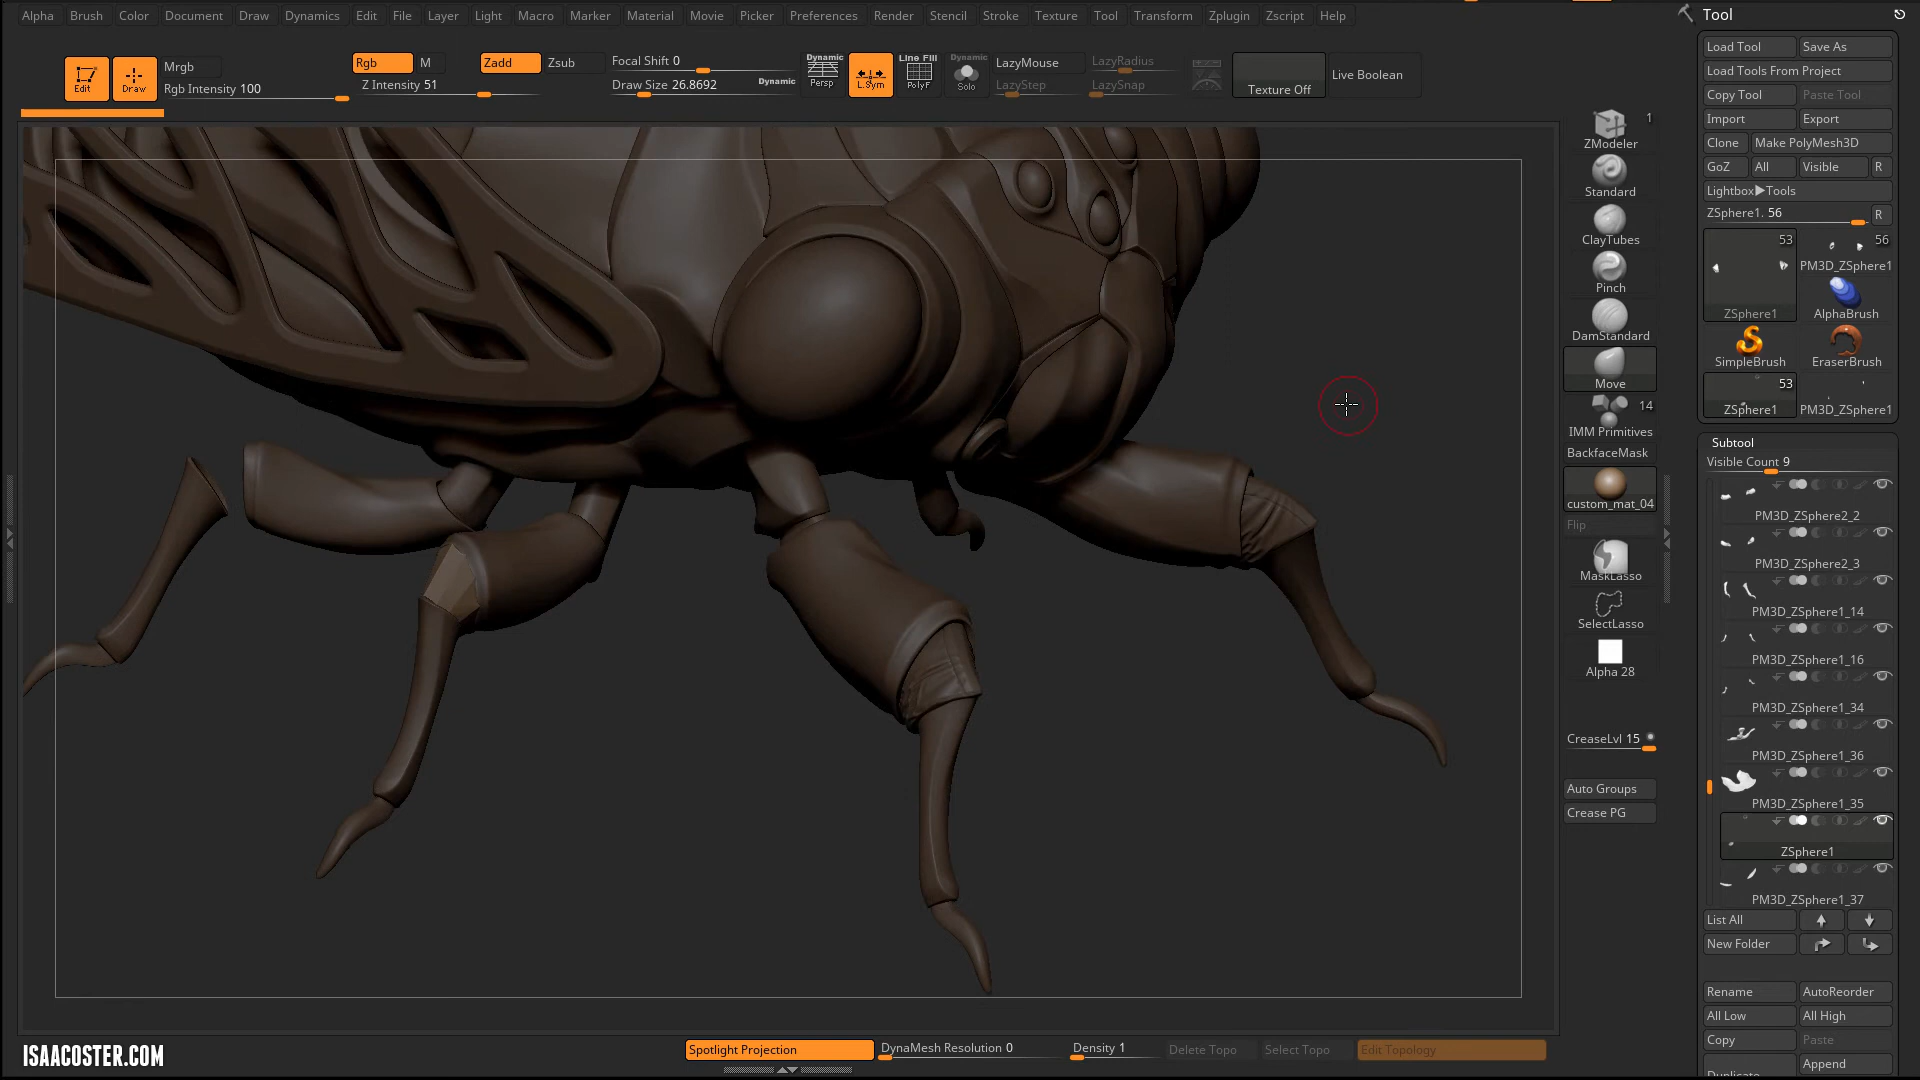 Alpha Brush Color Document Draw Dynamics Edit File Layer Light Macro Marker Material Movie Picker Preferences Render Stencil Stroke Texture Tool Transform Zplugin Zscript Help
Edit
Draw
Mrgb
Rgb Intensity 100
Rgb
M
Z Intensity 51
Zadd
Zsub
Focal Shift 0
Draw Size 26.8692
Dynamic
Dynamic
Persp
L.Sym
Line Fill
PolyF
Dynamic
Solo
LazyMouse
LazyStep
LazyRadius
LazySnap
Texture Off
Live Boolean
1
ZModeler
Standard
ClayTubes
Pinch
DamStandard
Move
14
IMM Primitives
BackfaceMask
custom_mat_04
Flip
MaskLasso
SelectLasso
Alpha 28
CreaseLvl 15
Auto Groups
Crease PG
Tool
Load Tool
Save As
Load Tools From Project
Copy Tool
Paste Tool
Import
Export
Clone
Make PolyMesh3D
GoZ
All
Visible
R
Lightbox▶Tools
ZSphere1. 56
R
53
ZSphere1
56
PM3D_ZSphere1
AlphaBrush
SimpleBrush
EraserBrush
53
ZSphere1
PM3D_ZSphere1
Subtool
Visible Count 9
PM3D_ZSphere2_2
PM3D_ZSphere2_3
PM3D_ZSphere1_14
PM3D_ZSphere1_16
PM3D_ZSphere1_34
PM3D_ZSphere1_36
PM3D_ZSphere1_35
ZSphere1
PM3D_ZSphere1_37
List All
New Folder
Rename
AutoReorder
All Low
All High
Copy
Paste
Duplicate
Append
ISAACOSTER.COM
Spotlight Projection
DynaMesh Resolution 0
Density 1
Delete Topo
Select Topo
Edit Topology